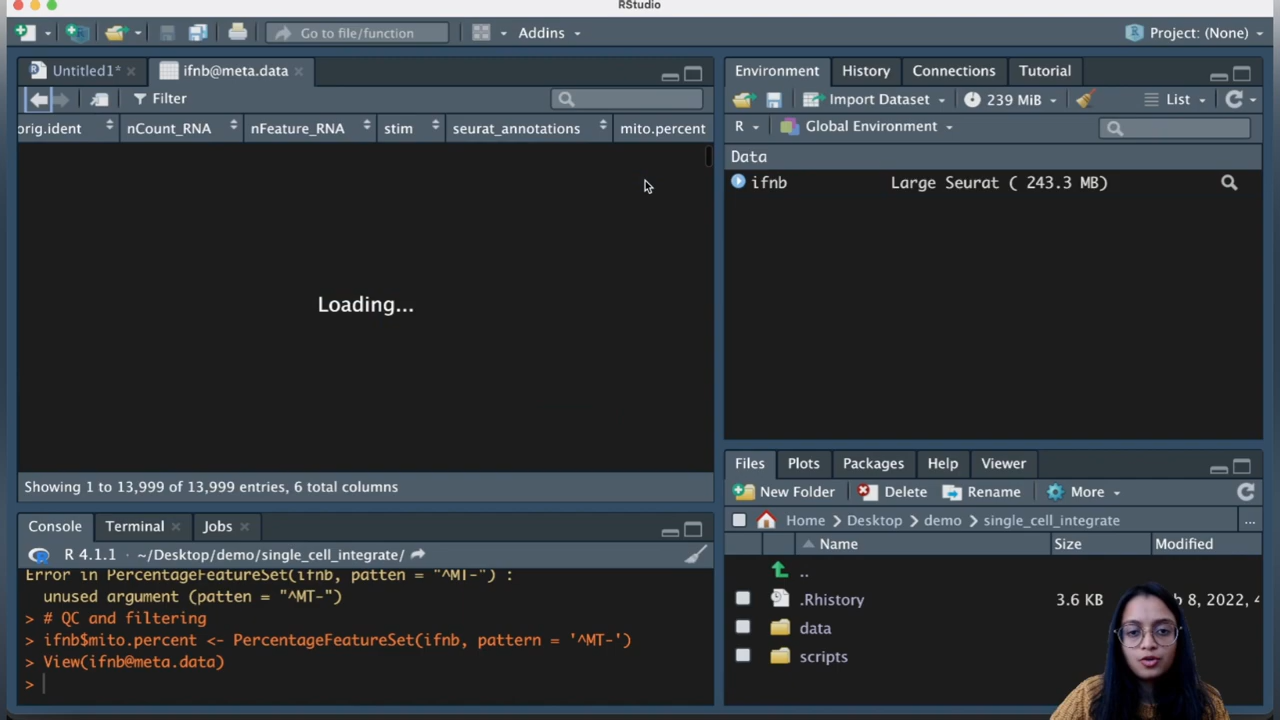 RStudio
Go to file/function
Addins
Project: (None)
Untitled1*
ifnb@meta.data
Filter
orig.ident nCount_RNA nFeature_RNA stim seurat_annotations mito.percent
Loading...
Showing 1 to 13,999 of 13,999 entries, 6 total columns
Console Terminal Jobs
R 4.1.1 · ~/Desktop/demo/single_cell_integrate/
Error in PercentageFeatureSet(ifnb, patten = "^MT-") :
unused argument (patten = "^MT-")
> # QC and filtering
> ifnb$mito.percent <- PercentageFeatureSet(ifnb, pattern = '^MT-')
> View(ifnb@meta.data)
>
Environment History Connections Tutorial
Import Dataset 239 MiB List
R Global Environment
Data
ifnb Large Seurat ( 243.3 MB)
Files Plots Packages Help Viewer
New Folder Delete Rename More
Home Desktop demo single_cell_integrate ...
Name Size Modified
..
.Rhistory 3.6 KB b 8, 2022, 4
data
scripts